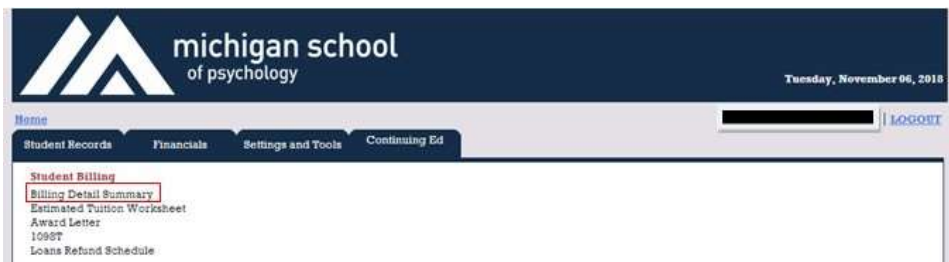 michigan school
of psychology
Tuesday, November 06, 2018
Home
| LOGOUT
Student Records Financials Settings and Tools Continuing Ed
Student Billing
Billing Detail Summary
Estimated Tuition Worksheet
Award Letter
1098T
Loans Refund Schedule